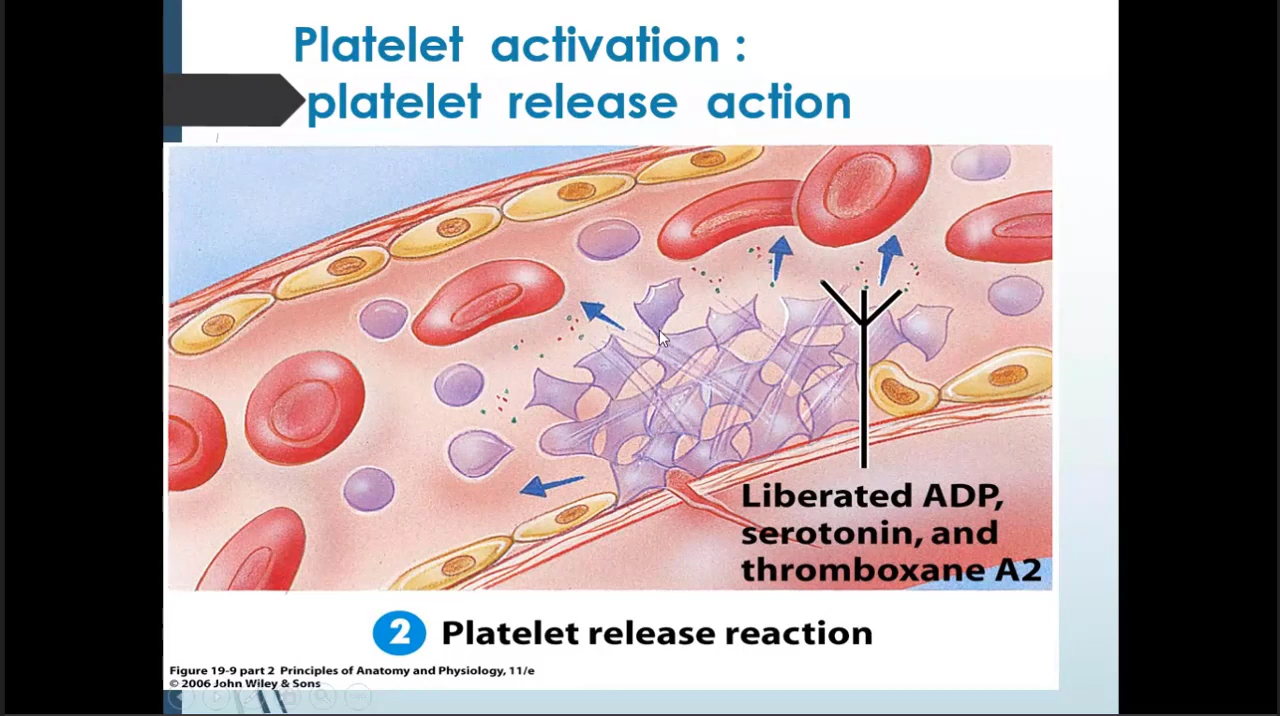 Platelet activation :
platelet release action
Liberated ADP,
serotonin, and
thromboxane A2
2 Platelet release reaction
Figure 19-9 part 2 Principles of Anatomy and Physiology, 11/e
© 2006 John Wiley & Sons